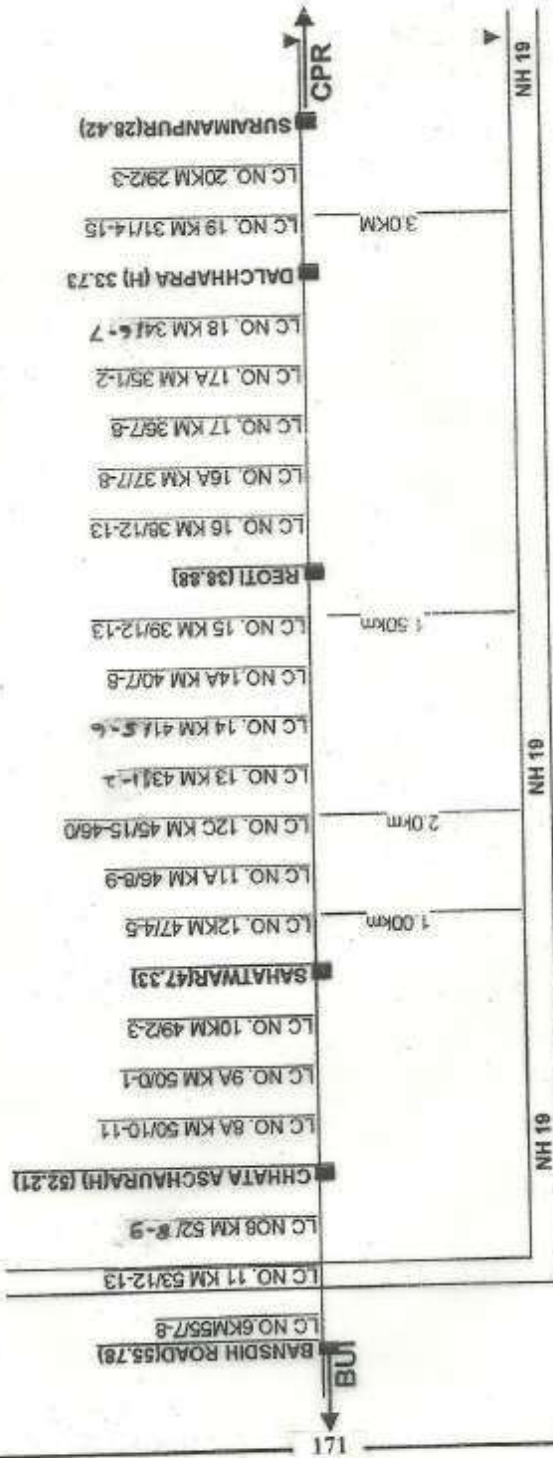 BU
BANSDIH ROAD(55.78)
LC NO.6KM55/7-8
LC NO. 11 KM 53/12-13
LC NO8 KM 52/8-9
NH 19
CHHATA ASCHAURA(H) (52.21)
LC NO. 8A KM 50/10-11
LC NO. 9A KM 50/0-1
LC NO. 10KM 49/2-3
NH 19
SAHATWAR(47.33)
LC NO. 12KM 47/4-5
1.00km
LC NO. 11A KM 46/8-9
LC NO. 12C KM 45/15-46/0
2.0km
LC NO. 13 KM 43/1-2
NH 19
LC NO. 14 KM 41/5-6
LC NO.14A KM 40/7-8
LC NO. 15 KM 39/12-13
1.50km
REOTI (38.88)
LC NO. 16 KM 38/12-13
LC NO. 16A KM 37/7-8
LC NO. 17 KM 36/7-8
LC NO. 17A KM 35/1-2
LC NO. 18 KM 34/6-7
DALCHHAPRA (H) 33.73
LC NO. 19 KM 31/14-15
3.0KM
LC NO. 20KM 29/2-3
SURAIMANPUR(28.42)
CPR
NH 19
171